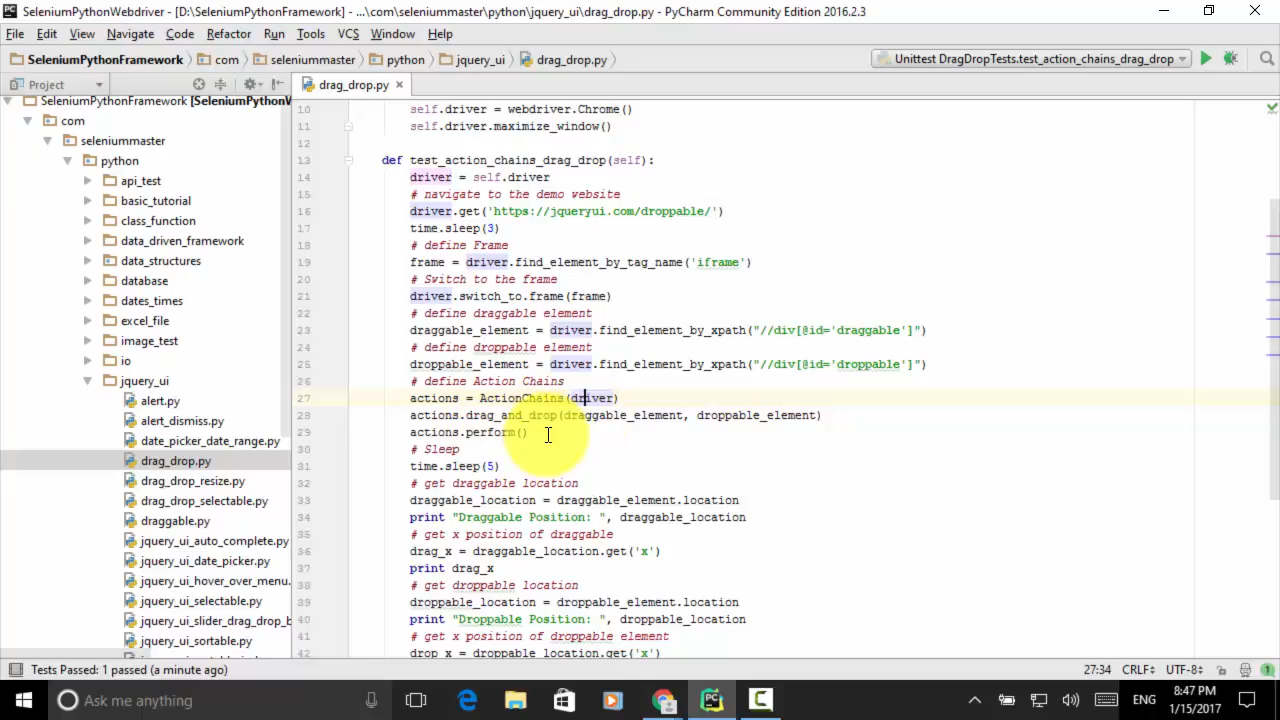 SeleniumPythonWebdriver - [D:\SeleniumPythonFramework] - ...\com\seleniummaster\python\jquery_ui\drag_drop.py - PyCharm Community Edition 2016.2.3
File Edit View Navigate Code Refactor Run Tools VCS Window Help
SeleniumPythonFramework com seleniummaster python jquery_ui drag_drop.py Unittest DragDropTests.test_action_chains_drag_drop
Project drag_drop.py
SeleniumPythonFramework [SeleniumPythonW
com
seleniummaster
python
api_test
basic_tutorial
class_function
data_driven_framework
data_structures
database
dates_times
excel_file
image_test
io
jquery_ui
alert.py
alert_dismiss.py
date_picker_date_range.py
drag_drop.py
drag_drop_resize.py
drag_drop_selectable.py
draggable.py
jquery_ui_auto_complete.py
jquery_ui_date_picker.py
jquery_ui_hover_over_menu.
jquery_ui_selectable.py
jquery_ui_slider_drag_drop_b
jquery_ui_sortable.py
10 self.driver = webdriver.Chrome()
11 self.driver.maximize_window()
12
13 def test_action_chains_drag_drop(self):
14 driver = self.driver
15 # navigate to the demo website
16 driver.get('https://jqueryui.com/droppable/')
17 time.sleep(3)
18 # define Frame
19 frame = driver.find_element_by_tag_name('iframe')
20 # Switch to the frame
21 driver.switch_to.frame(frame)
22 # define draggable element
23 draggable_element = driver.find_element_by_xpath("//div[@id='draggable']")
24 # define droppable element
25 droppable_element = driver.find_element_by_xpath("//div[@id='droppable']")
26 # define Action Chains
27 actions = ActionChains(driver)
28 actions.drag_and_drop(draggable_element, droppable_element)
29 actions.perform()
30 # Sleep
31 time.sleep(5)
32 # get draggable location
33 draggable_location = draggable_element.location
34 print "Draggable Position: ", draggable_location
35 # get x position of draggable
36 drag_x = draggable_location.get('x')
37 print drag_x
38 # get droppable location
39 droppable_location = droppable_element.location
40 print "Droppable Position: ", droppable_location
41 # get x position of droppable element
42 drop_x = droppable_location.get('x')
Tests Passed: 1 passed (a minute ago) 27:34 CRLF UTF-8 1
Ask me anything ENG 8:47 PM
1/15/2017